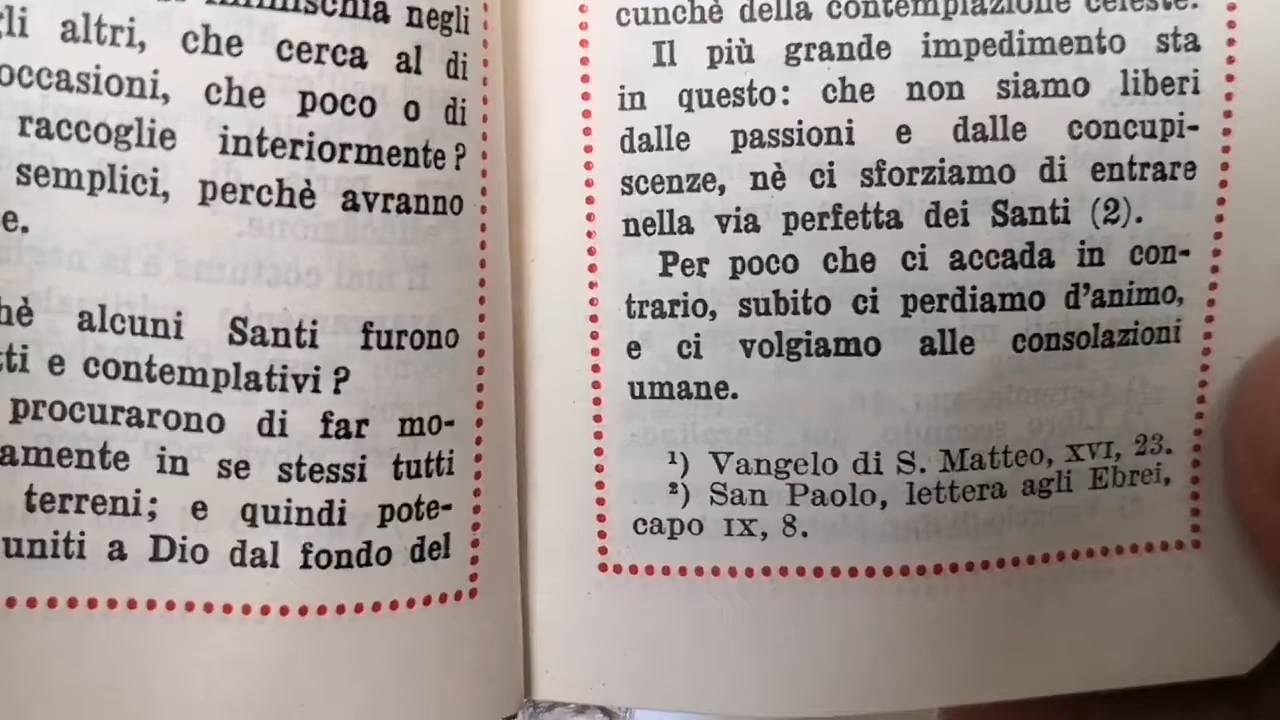 negli
gli altri, che cerca al di
occasioni, che poco o di
raccoglie interiormente?
semplici, perchè avranno
e.
alcuni Santi furono
e contemplativi?
procurarono di far mo-
amente in se stessi tutti
terreni; e quindi pote-
uniti a Dio dal fondo del
cunchè della contemplazione celeste.
Il più grande impedimento sta
in questo: che non siamo liberi
dalle passioni e dalle concupi-
scenze, nè ci sforziamo di entrare
nella via perfetta dei Santi (2).
Per poco che ci accada in con-
trario, subito ci perdiamo d'animo,
e ci volgiamo alle consolazioni
umane.
¹) Vangelo di S. Matteo, XVI, 23.
²) San Paolo, lettera agli Ebrei,
capo IX, 8.